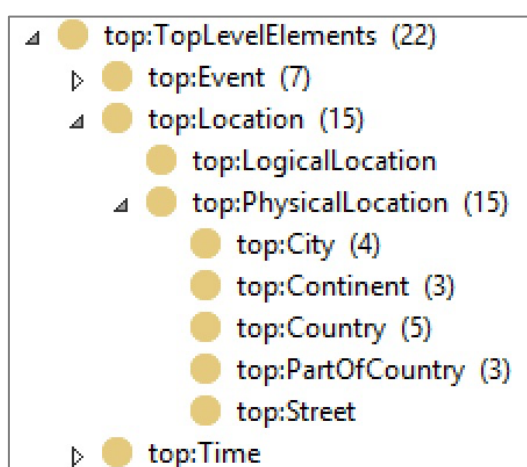 top:TopLevelElements (22)
top:Event (7)
top:Location (15)
top:LogicalLocation
top:PhysicalLocation (15)
top:City (4)
top:Continent (3)
top:Country (5)
top:PartOfCountry (3)
top:Street
top:Time